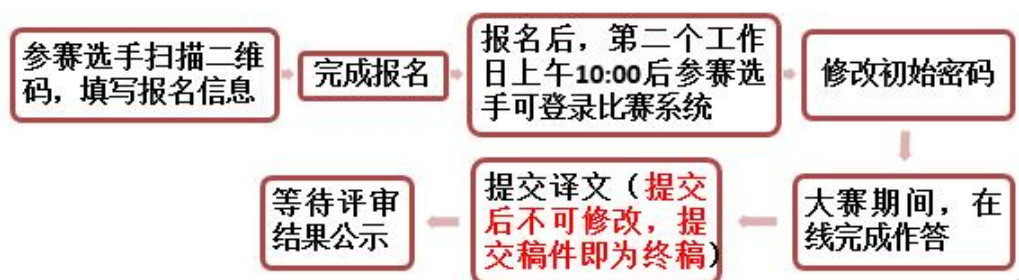 参赛选手扫描二维
码，填写报名信息
完成报名
报名后，第二个工作
日上午10:00后参赛选
手可登录比赛系统
修改初始密码
大赛期间，在
线完成作答
提交译文（提交
后不可修改，提
交稿件即为终稿）
等待评审
结果公示